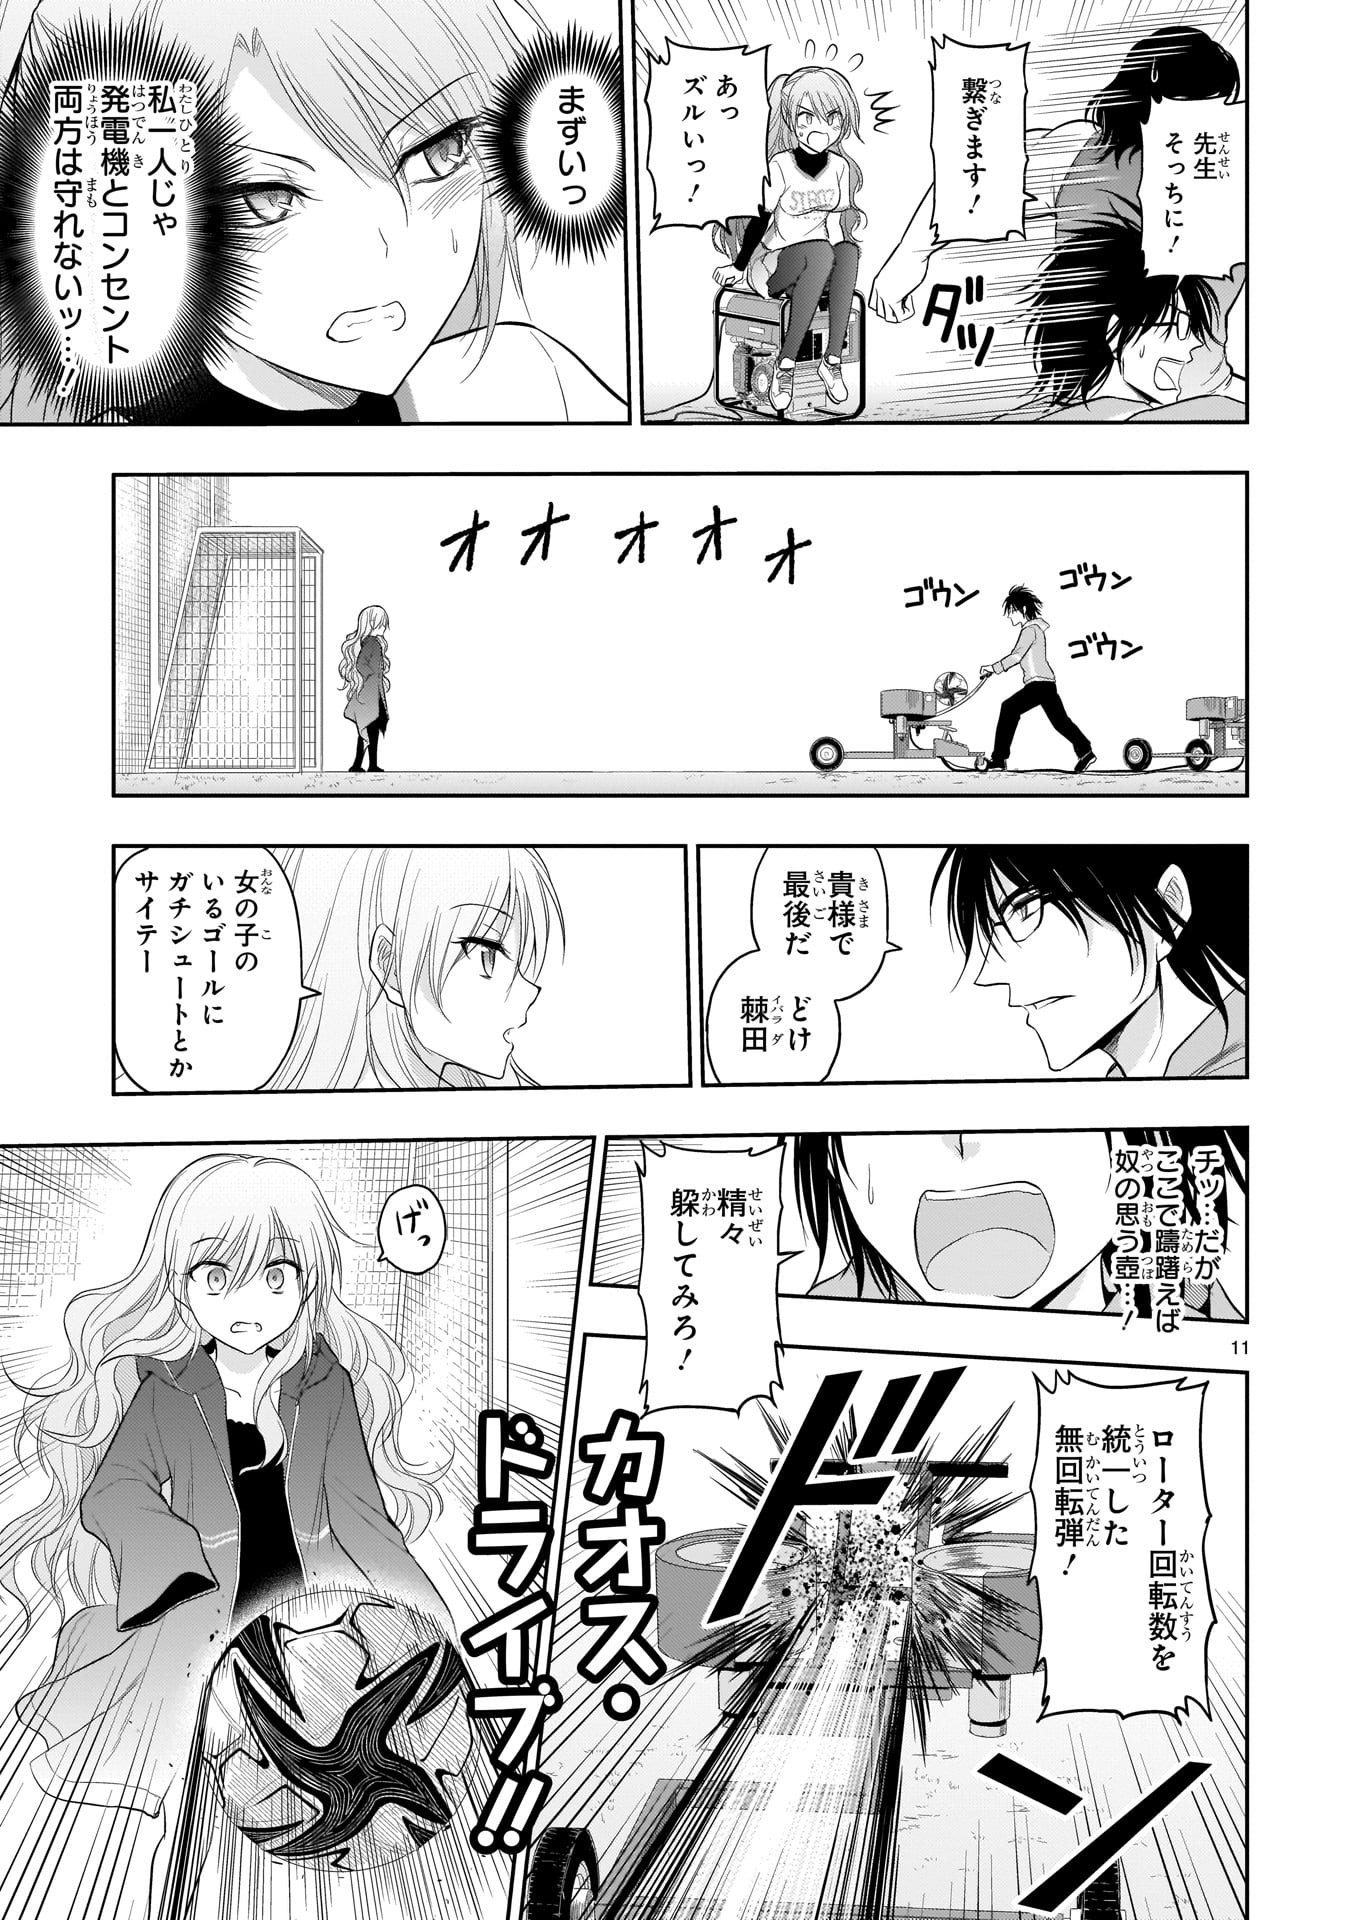 先生
そっちに！
繋ぎます！
あっ
ズルいっ！
ダッ
STRAY
まずいっ
私一人じゃ
発電機とコンセント
両方は守れないッ…！
オオオオオ
ゴウン
ゴウン
ゴウン
貴様で
最後だ
どけ
棘田
女の子の
いるゴールに
ガチシュートとか
サイテー
チッ…だが
ここで躊躇えば
奴の思う壺…！
精々
躱してみろ！
11
ローター回転数を
統一した
無回転弾！
ドン
カオス・
ドライブ!!
げっ